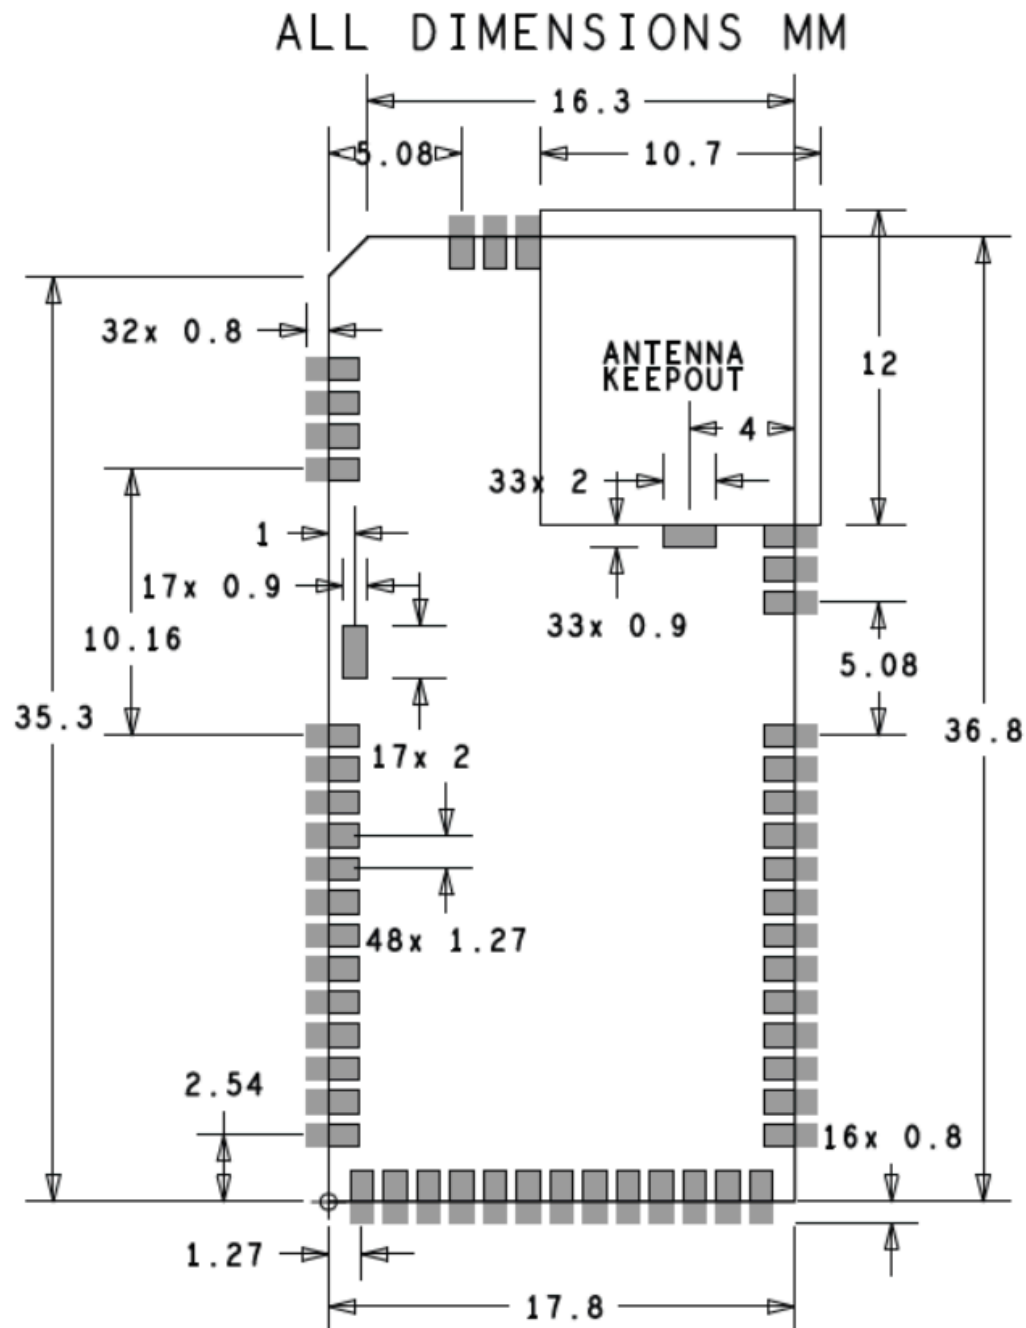 ALL DIMENSIONS MM
16.3
5.08
10.7
32x 0.8
ANTENNA
KEEPOUT
12
4
33x 2
1
17x 0.9
33x 0.9
10.16
5.08
35.3
36.8
17x 2
48x 1.27
2.54
16x 0.8
1.27
17.8